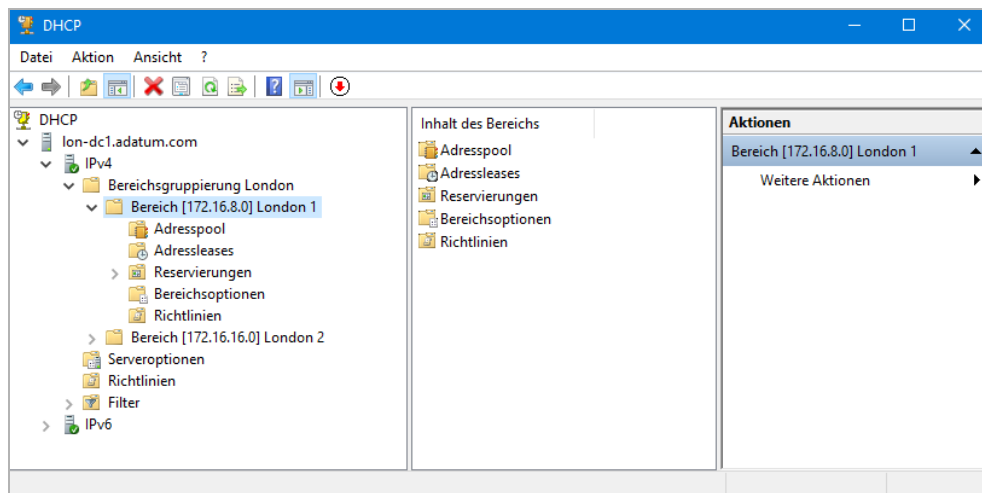 DHCP
Datei Aktion Ansicht ?
DHCP
lon-dc1.adatum.com
IPv4
Bereichsgruppierung London
Bereich [172.16.8.0] London 1
Adresspool
Adressleases
Reservierungen
Bereichsoptionen
Richtlinien
Bereich [172.16.16.0] London 2
Serveroptionen
Richtlinien
Filter
IPv6
Inhalt des Bereichs
Adresspool
Adressleases
Reservierungen
Bereichsoptionen
Richtlinien
Aktionen
Bereich [172.16.8.0] London 1
Weitere Aktionen